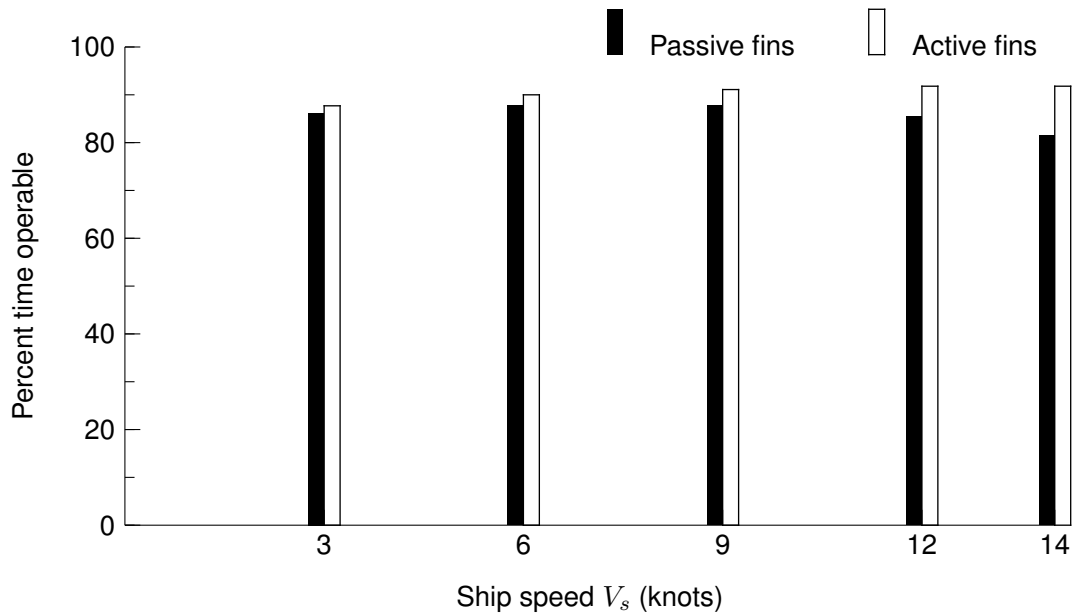 Passive fins Active fins
100
80
60
40
20
0
Percent time operable
3 6 9 12 14
Ship speed Vₛ (knots)